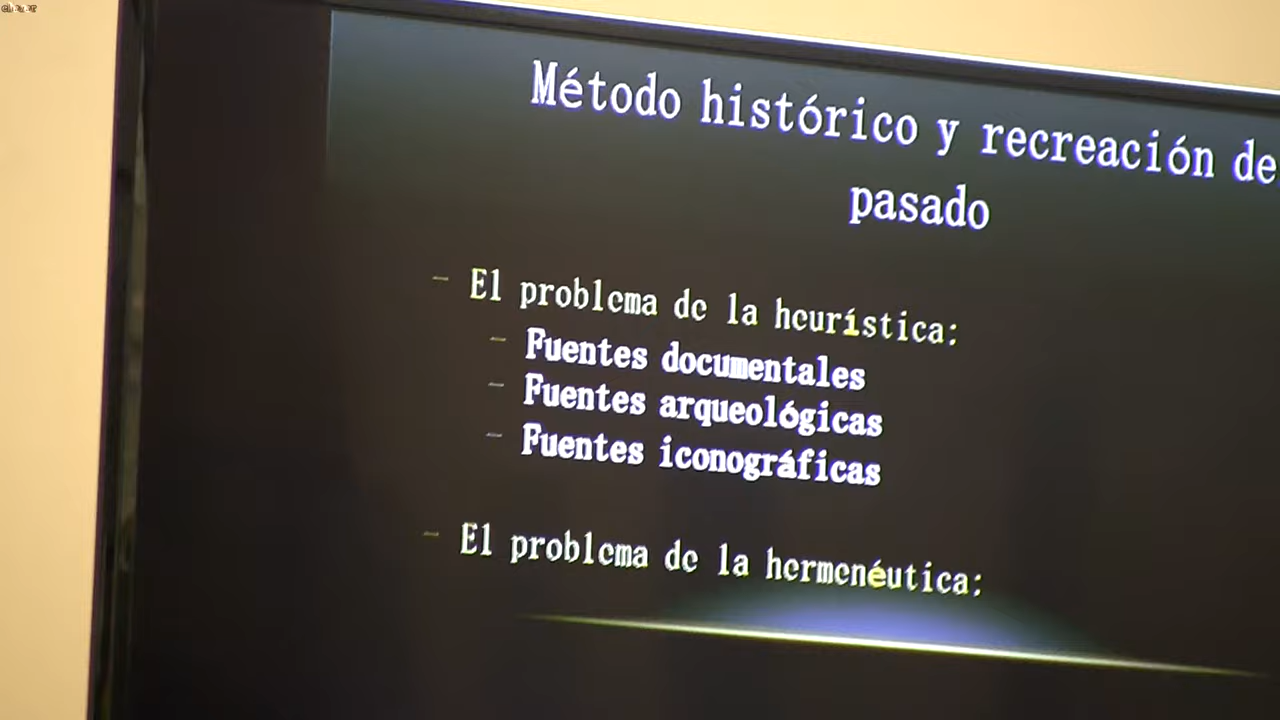 Método histórico y recreación de
pasado
- El problema de la heurística:
- Fuentes documentales
- Fuentes arqueológicas
- Fuentes iconográficas
- El problema de la hermenéutica: